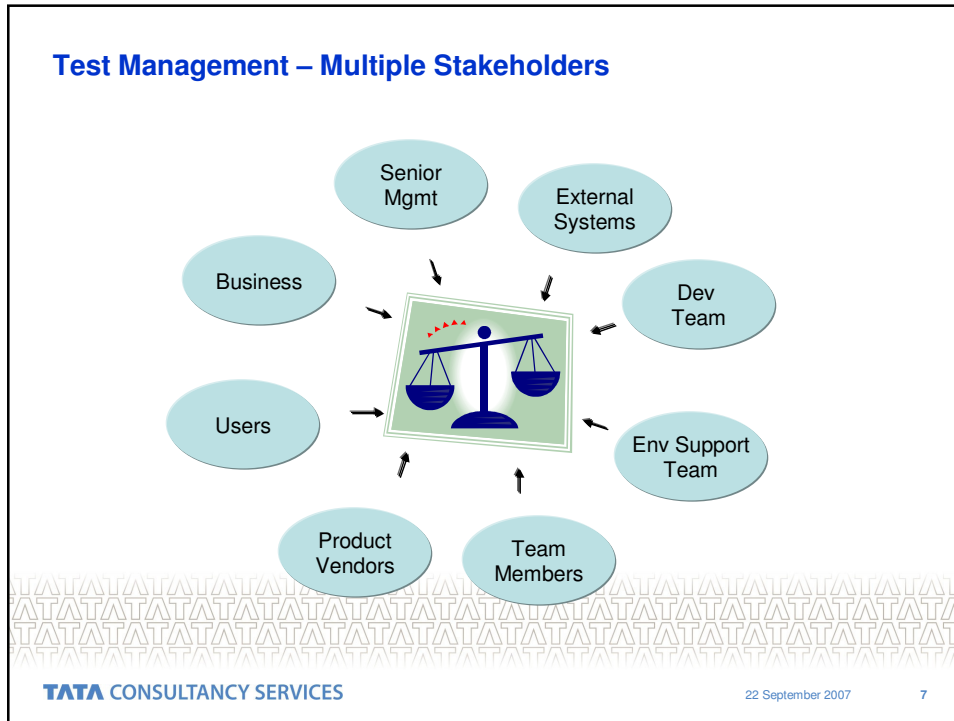 Test Management – Multiple Stakeholders
Senior
Mgmt
External
Systems
Business
Dev
Team
Users
Env Support
Team
Product
Vendors
Team
Members
TATA CONSULTANCY SERVICES
22 September 2007
7